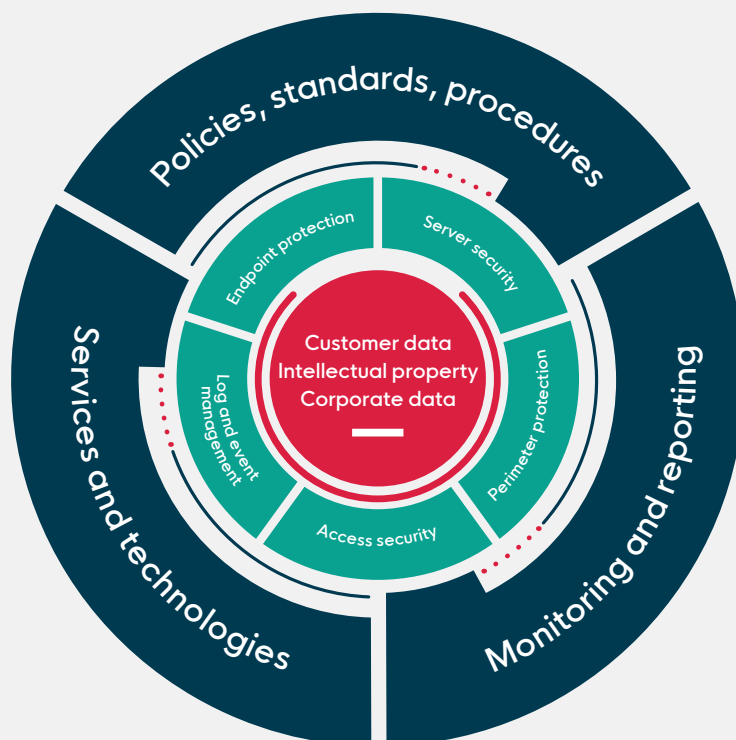 Policies, standards, procedures
Endpoint protection
Server security
Customer data
Intellectual property
Corporate data
Log and event
management
Perimeter protection
Access security
Services and technologies
Monitoring and reporting